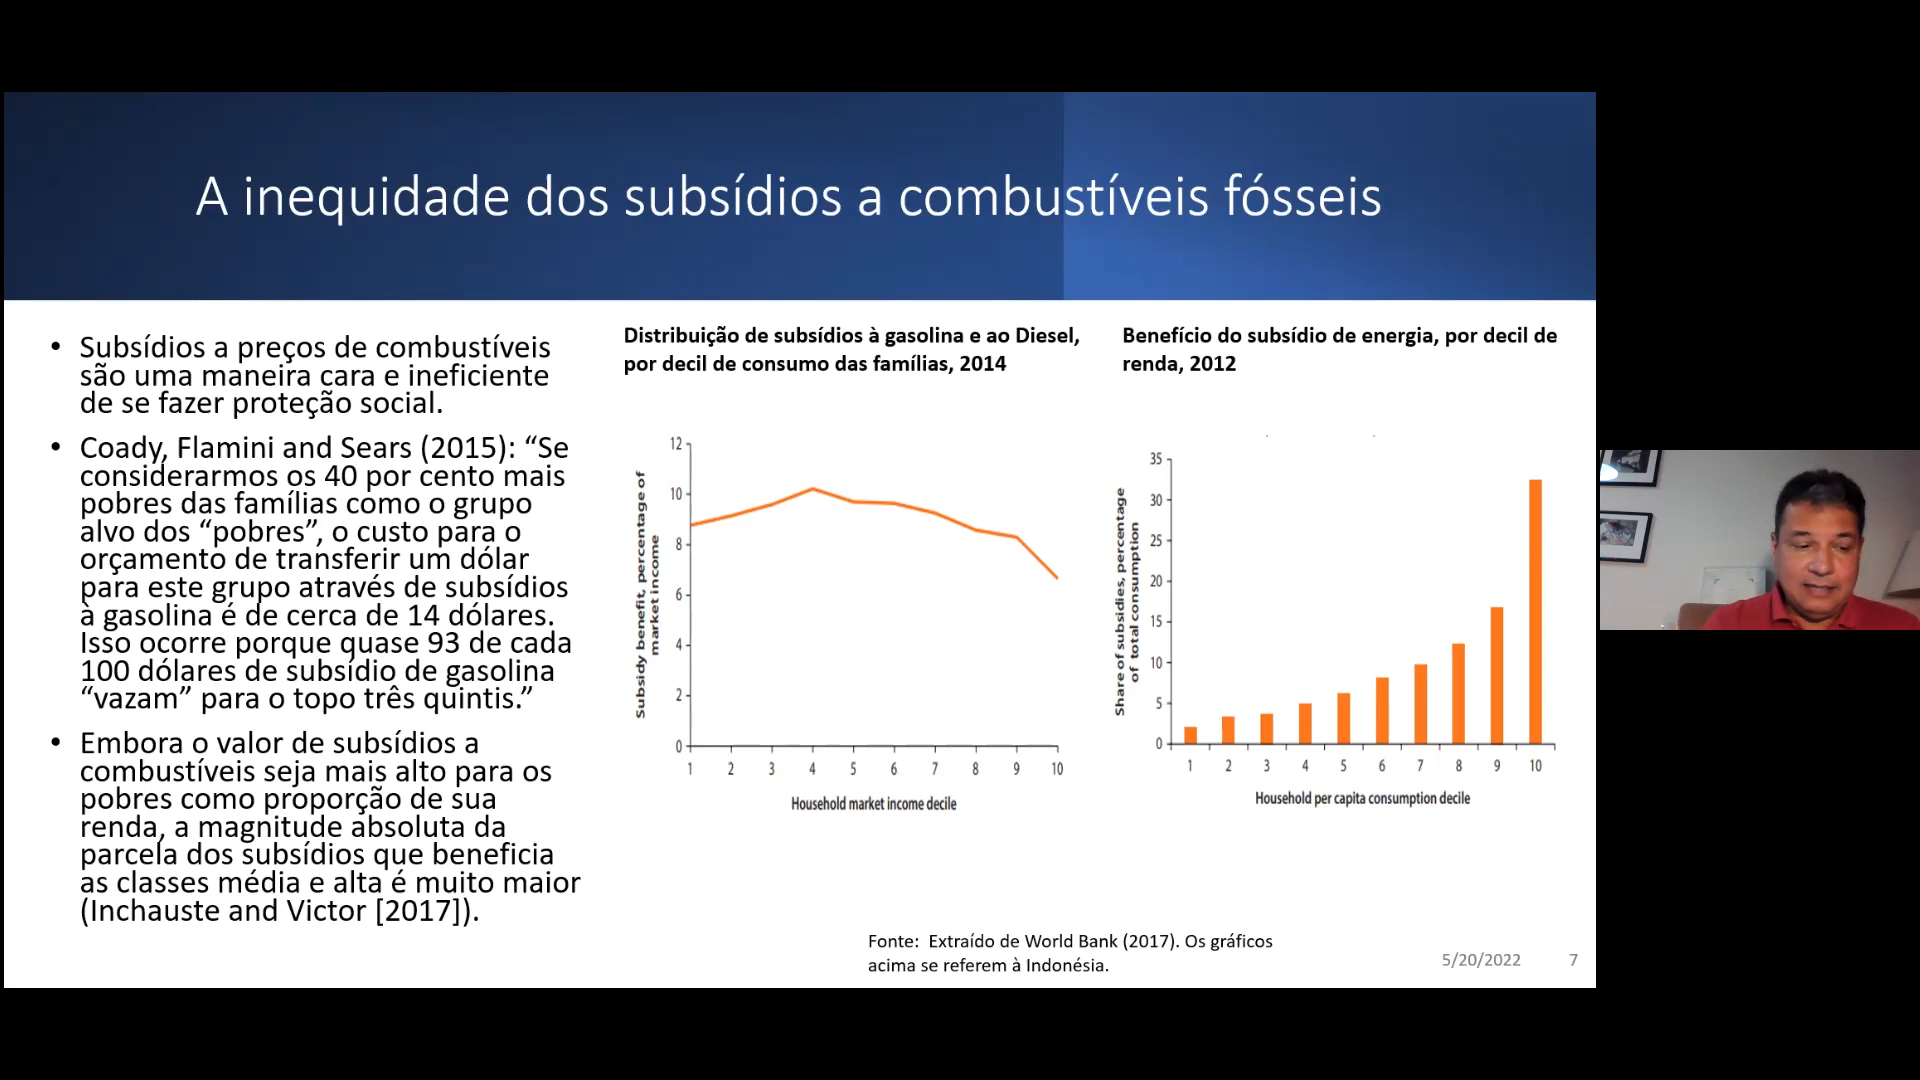 A inequidade dos subsídios a combustíveis fósseis
• Subsídios a preços de combustíveis
são uma maneira cara e ineficiente
de se fazer proteção social.
• Coady, Flamini and Sears (2015): “Se
considerarmos os 40 por cento mais
pobres das famílias como o grupo
alvo dos “pobres”, o custo para o
orçamento de transferir um dólar
para este grupo através de subsídios
à gasolina é de cerca de 14 dólares.
Isso ocorre porque quase 93 de cada
100 dólares de subsídio de gasolina
“vazam” para o topo três quintis.”
• Embora o valor de subsídios a
combustíveis seja mais alto para os
pobres como proporção de sua
renda, a magnitude absoluta da
parcela dos subsídios que beneficia
as classes média e alta é muito maior
(Inchauste and Victor [2017]).
Distribuição de subsídios à gasolina e ao Diesel,
por decil de consumo das famílias, 2014
Subsidy benefit, percentage of
market income
12
10
8
6
4
2
0
1 2 3 4 5 6 7 8 9 10
Household market income decile
Benefício do subsídio de energia, por decil de
renda, 2012
Share of subsidies, percentage
of total consumption
35
30
25
20
15
10
5
0
1 2 3 4 5 6 7 8 9 10
Household per capita consumption decile
Fonte: Extraído de World Bank (2017). Os gráficos
acima se referem à Indonésia.
5/20/2022 7